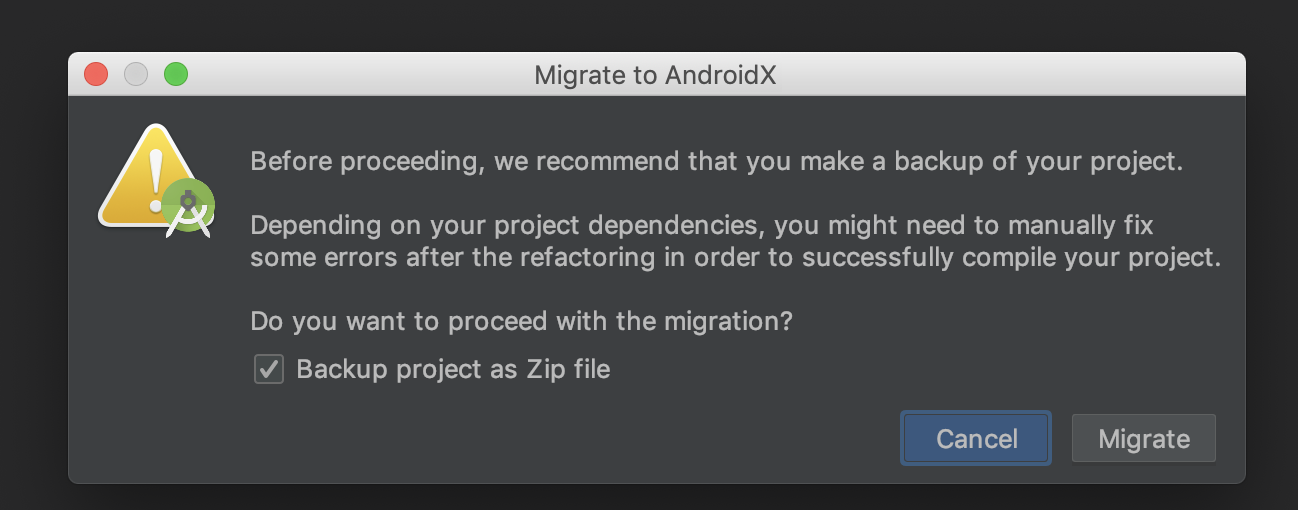 Migrate to AndroidX
Before proceeding, we recommend that you make a backup of your project.
Depending on your project dependencies, you might need to manually fix
some errors after the refactoring in order to successfully compile your project.
Do you want to proceed with the migration?
Backup project as Zip file
Cancel
Migrate